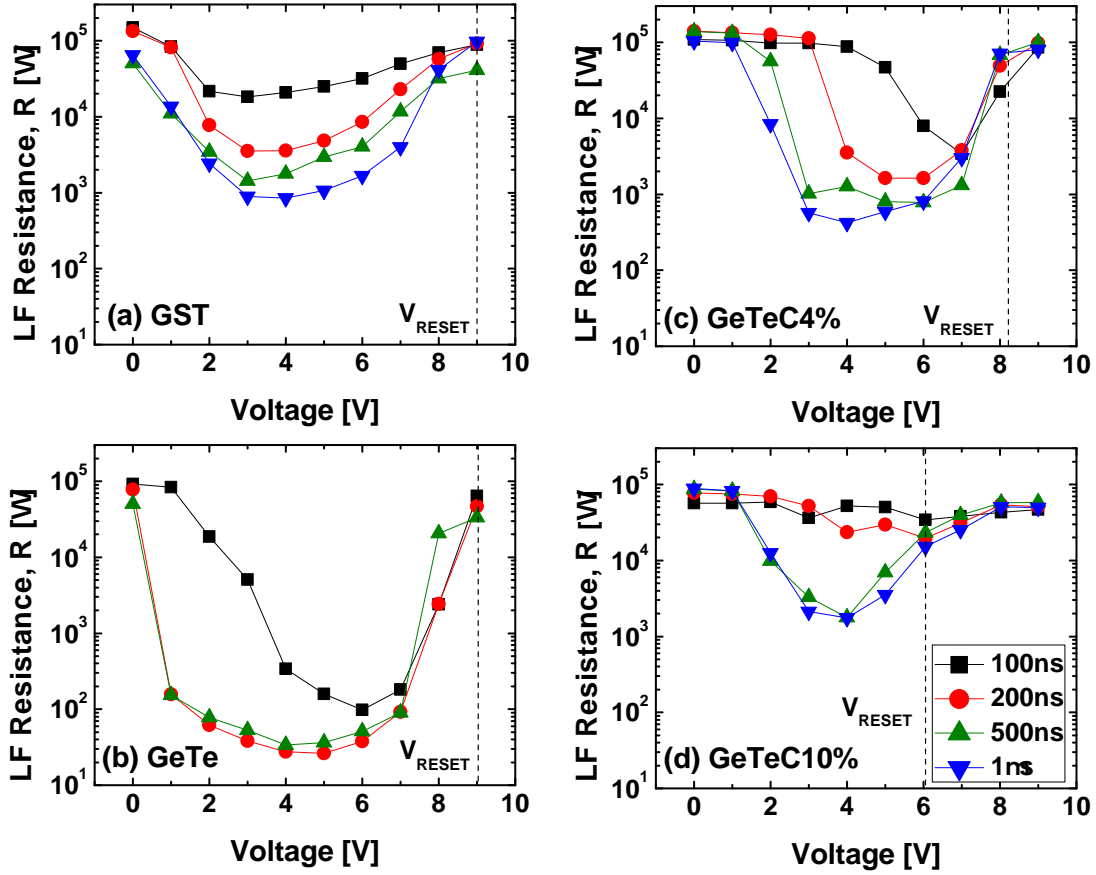 LF Resistance, R [W]
10^5
10^4
10^3
10^2
10^1
(a) GST
V_RESET
0 2 4 6 8 10
Voltage [V]
LF Resistance, R [W]
10^5
10^4
10^3
10^2
10^1
(c) GeTeC4%
V_RESET
0 2 4 6 8 10
Voltage [V]
LF Resistance, R [W]
10^5
10^4
10^3
10^2
10^1
(b) GeTe
V_RESET
0 2 4 6 8 10
Voltage [V]
LF Resistance, R [W]
10^5
10^4
10^3
10^2
10^1
(d) GeTeC10%
V_RESET
100ns
200ns
500ns
1ms
0 2 4 6 8 10
Voltage [V]